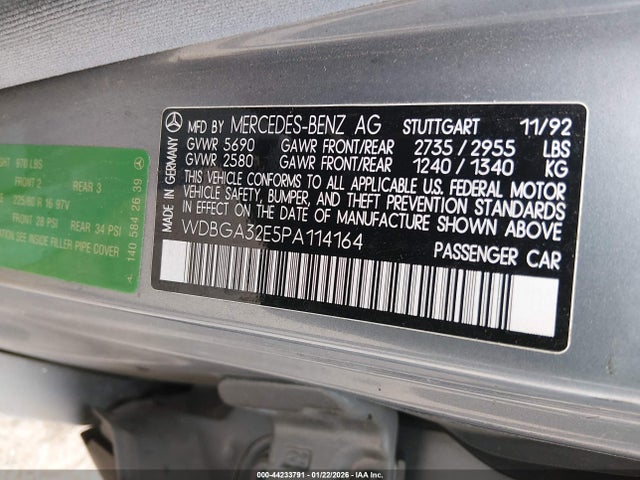 MFD BY MERCEDES-BENZ AG STUTTGART 11/92
GVWR 5690 GAWR FRONT/REAR 2735 / 2955 LBS
GVWR 2580 GAWR FRONT/REAR 1240 / 1340 KG
THIS VEHICLE CONFORMS TO ALL APPLICABLE U.S. FEDERAL MOTOR
VEHICLE SAFETY, BUMPER, AND THEFT PREVENTION STANDARDS
IN EFFECT ON THE DATE OF MANUFACTURE SHOWN ABOVE.
WDBGA32E5PA114164
PASSENGER CAR
MADE IN GERMANY
LBS
FRONT 2 REAR 3
225/60 R 16 97V
FRONT 28 PSI REAR 34 PSI
INSIDE FILLER PIPE COVER
140 584 26 39
000-44233791 - 01/22/2026 - IAA Inc. Copyright